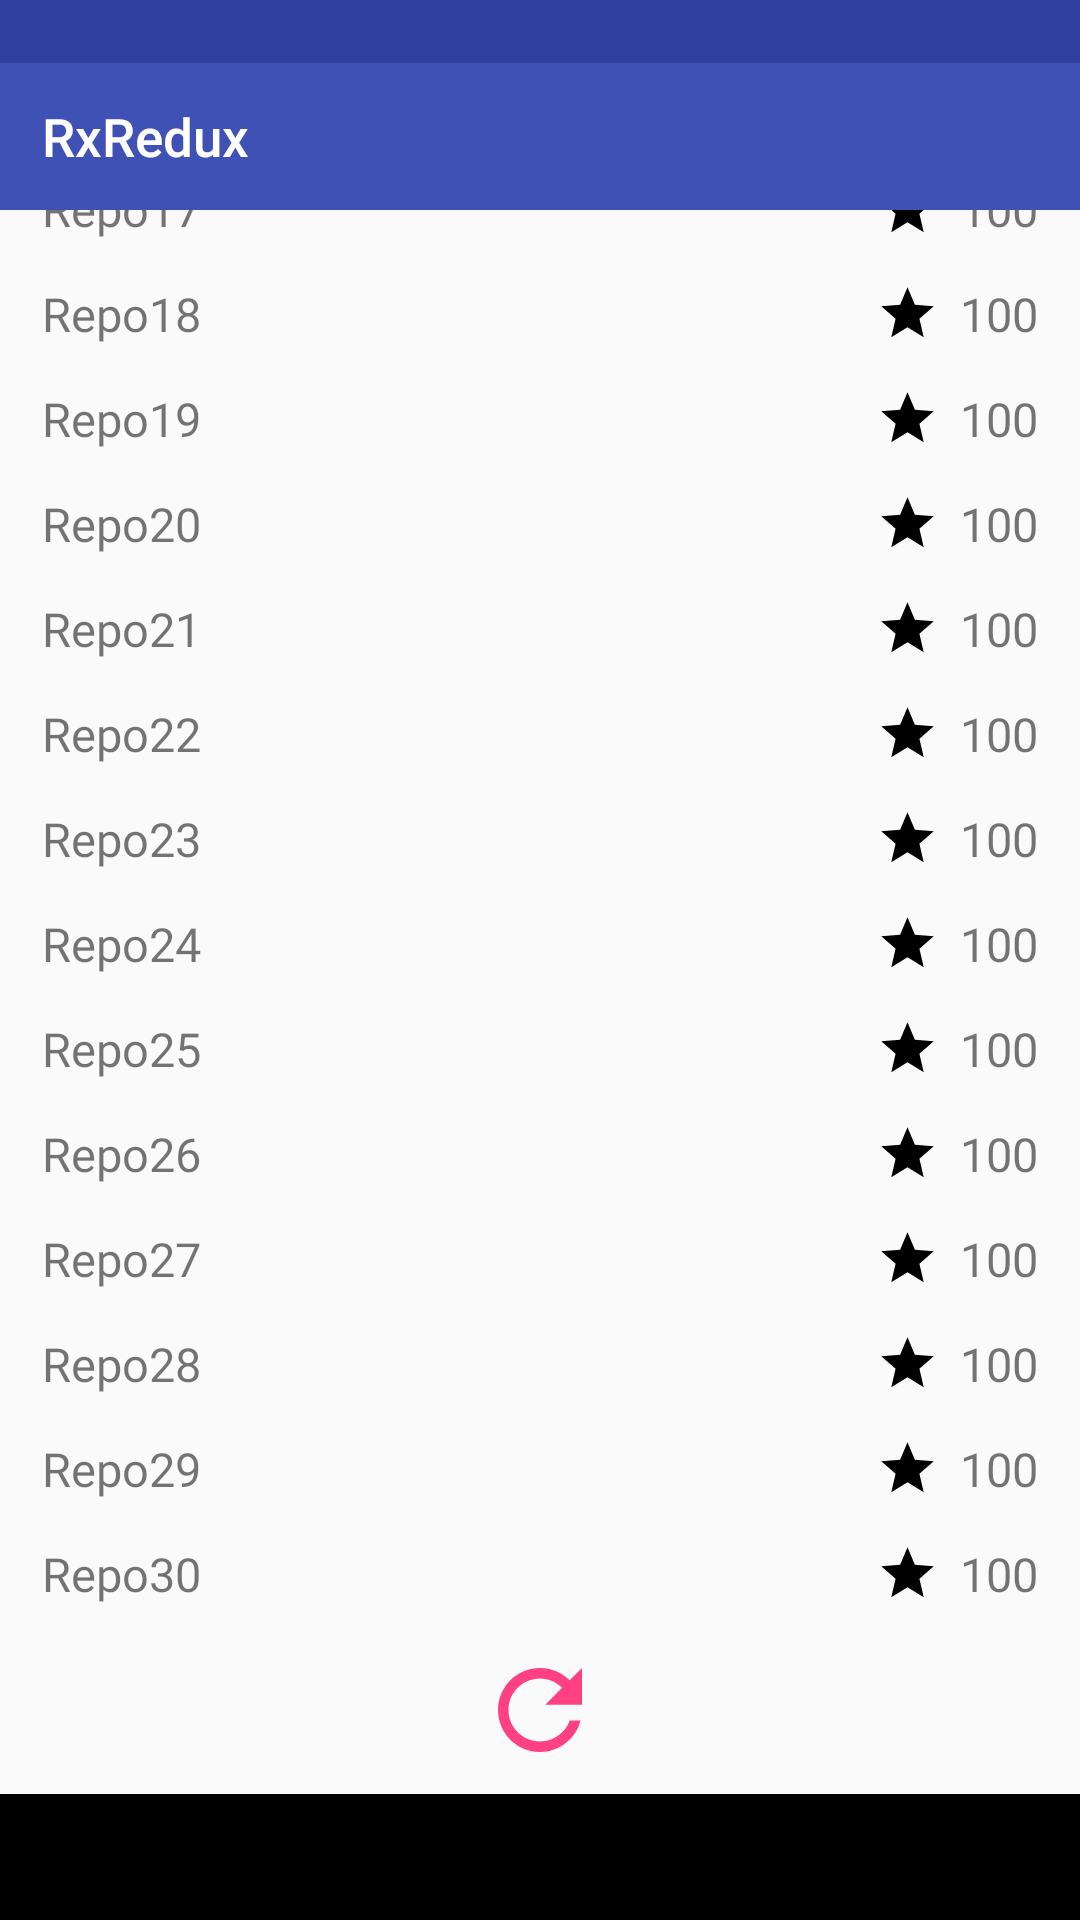 RxRedux
Repo17 100
Repo18 100
Repo19 100
Repo20 100
Repo21 100
Repo22 100
Repo23 100
Repo24 100
Repo25 100
Repo26 100
Repo27 100
Repo28 100
Repo29 100
Repo30 100